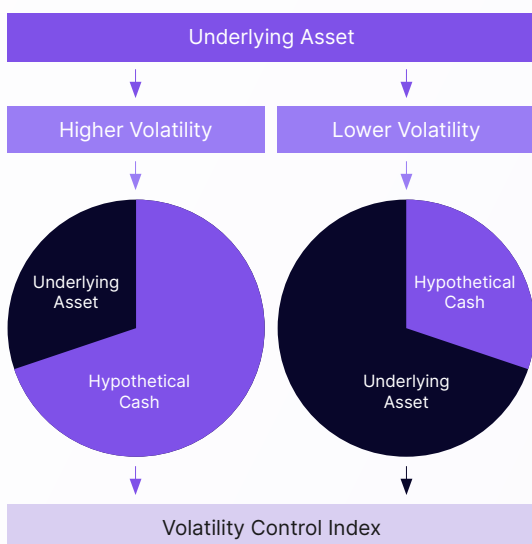 Underlying Asset
Higher Volatility
Lower Volatility
Underlying
Asset
Hypothetical
Cash
Hypothetical
Cash
Underlying
Asset
Volatility Control Index